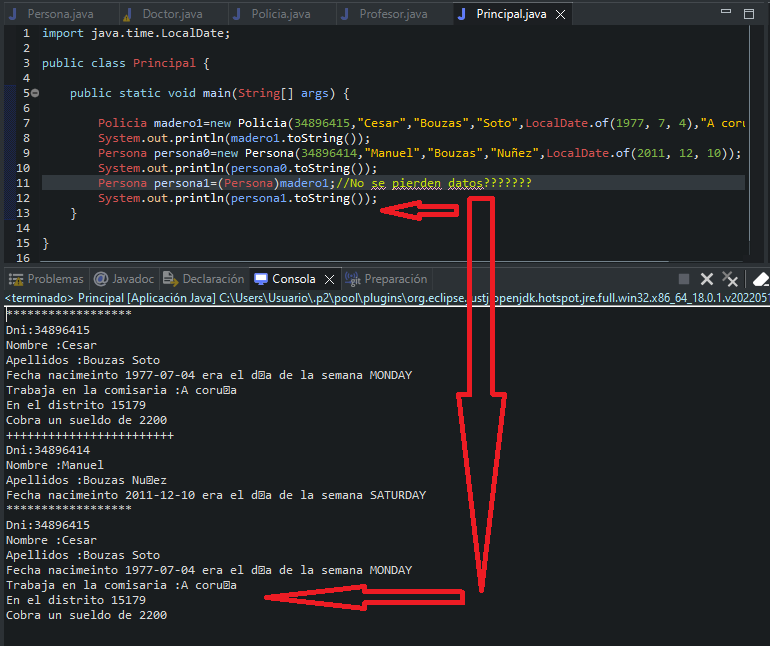 Persona.java Doctor.java Policia.java Profesor.java Principal.java
1 import java.time.LocalDate;
2
3 public class Principal {
4
5 public static void main(String[] args) {
6
7 Policia madero1=new Policia(34896415,"Cesar","Bouzas","Soto",LocalDate.of(1977, 7, 4),"A coru
8 System.out.println(madero1.toString());
9 Persona persona0=new Persona(34896414,"Manuel","Bouzas","Nuñez",LocalDate.of(2011, 12, 10));
10 System.out.println(persona0.toString());
11 Persona persona1=(Persona)madero1;//No se pierden datos???????
12 System.out.println(persona1.toString());
13 }
14
15 }
16
Problemas Javadoc Declaración Consola Preparación
<terminado> Principal [Aplicación Java] C:\Users\Usuario\.p2\pool\plugins\org.eclipse.justj.openjdk.hotspot.jre.full.win32.x86_64_18.0.1.v202205
******************
Dni:34896415
Nombre :Cesar
Apellidos :Bouzas Soto
Fecha nacimeinto 1977-07-04 era el d�a de la semana MONDAY
Trabaja en la comisaria :A coru�a
En el distrito 15179
Cobra un sueldo de 2200
++++++++++++++++++++++++
Dni:34896414
Nombre :Manuel
Apellidos :Bouzas Nu�ez
Fecha nacimeinto 2011-12-10 era el d�a de la semana SATURDAY
******************
Dni:34896415
Nombre :Cesar
Apellidos :Bouzas Soto
Fecha nacimeinto 1977-07-04 era el d�a de la semana MONDAY
Trabaja en la comisaria :A coru�a
En el distrito 15179
Cobra un sueldo de 2200